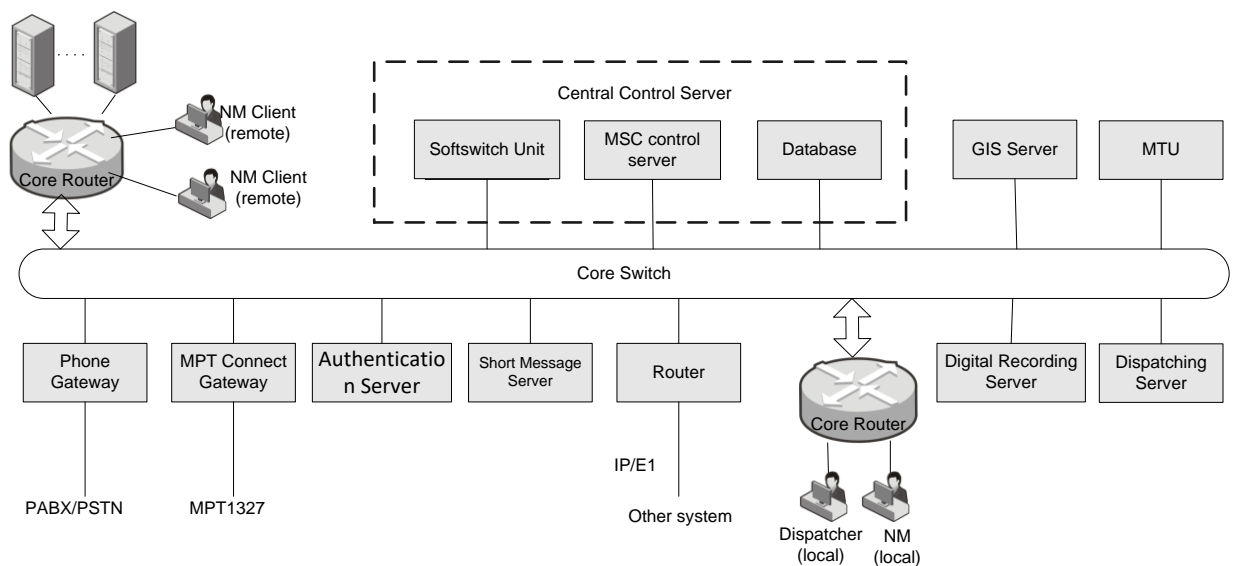 NM Client
(remote)
Core Router
NM Client
(remote)
Central Control Server
Softswitch Unit
MSC control
server
Database
GIS Server
MTU
Core Switch
Phone
Gateway
MPT Connect
Gateway
Authenticatio
n Server
Short Message
Server
Router
Core Router
Digital Recording
Server
Dispatching
Server
PABX/PSTN
MPT1327
IP/E1
Other system
Dispatcher
(local)
NM
(local)